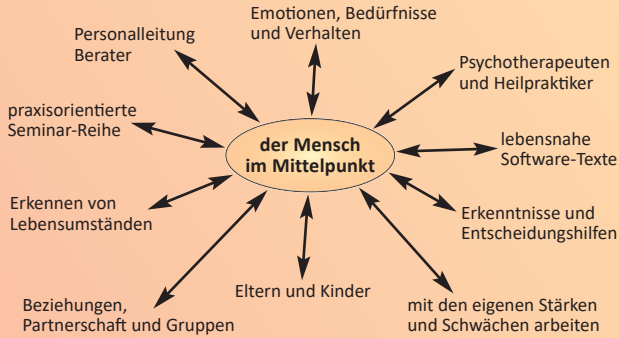 Emotionen, Bedürfnisse
und Verhalten
Personalleitung
Berater
Psychotherapeuten
und Heilpraktiker
praxisorientierte
Seminar-Reihe
der Mensch
im Mittelpunkt
lebensnahe
Software-Texte
Erkennen von
Lebensumständen
Erkenntnisse und
Entscheidungshilfen
Eltern und Kinder
Beziehungen,
Partnerschaft und Gruppen
mit den eigenen Stärken
und Schwächen arbeiten